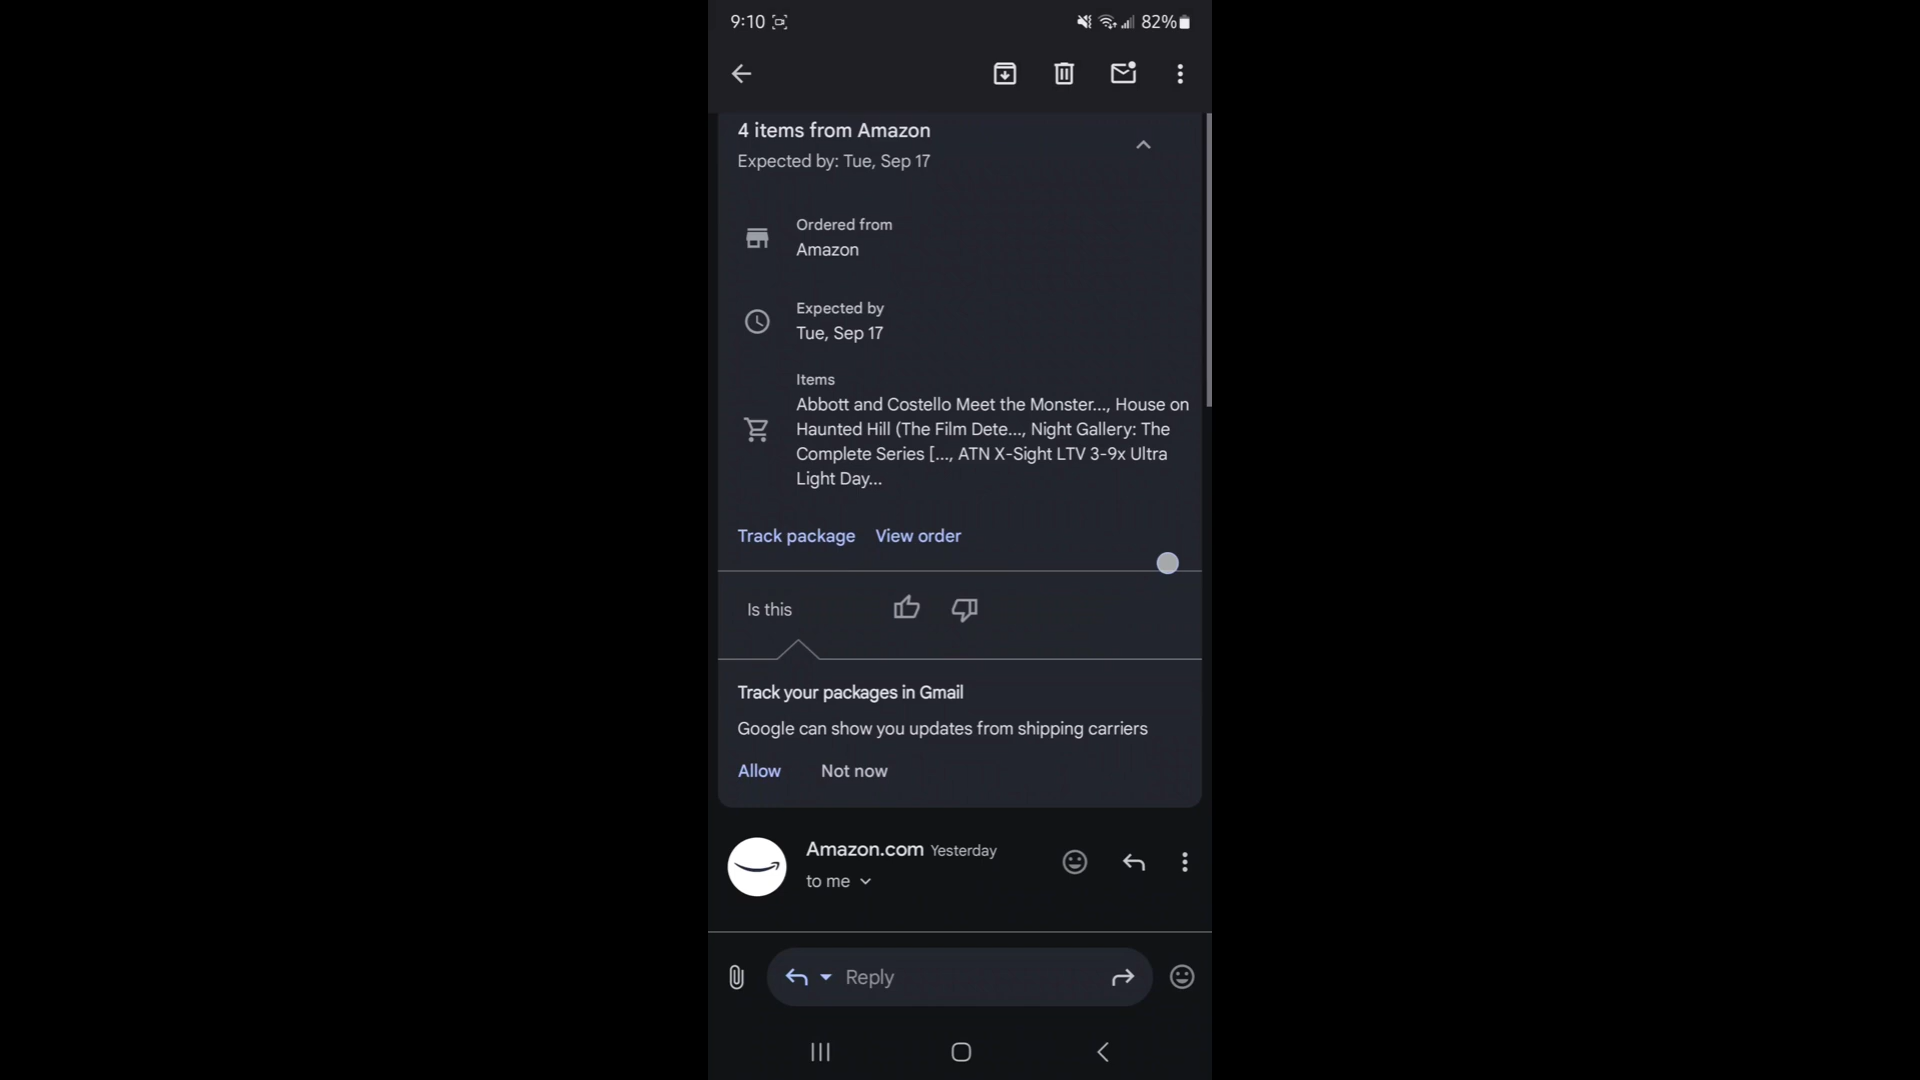 9:10
82%
4 items from Amazon
Expected by: Tue, Sep 17
Ordered from
Amazon
Expected by
Tue, Sep 17
Items
Abbott and Costello Meet the Monster..., House on
Haunted Hill (The Film Dete..., Night Gallery: The
Complete Series [..., ATN X-Sight LTV 3-9x Ultra
Light Day...
Track package View order
Is this
Track your packages in Gmail
Google can show you updates from shipping carriers
Allow Not now
Amazon.com Yesterday
to me
Reply